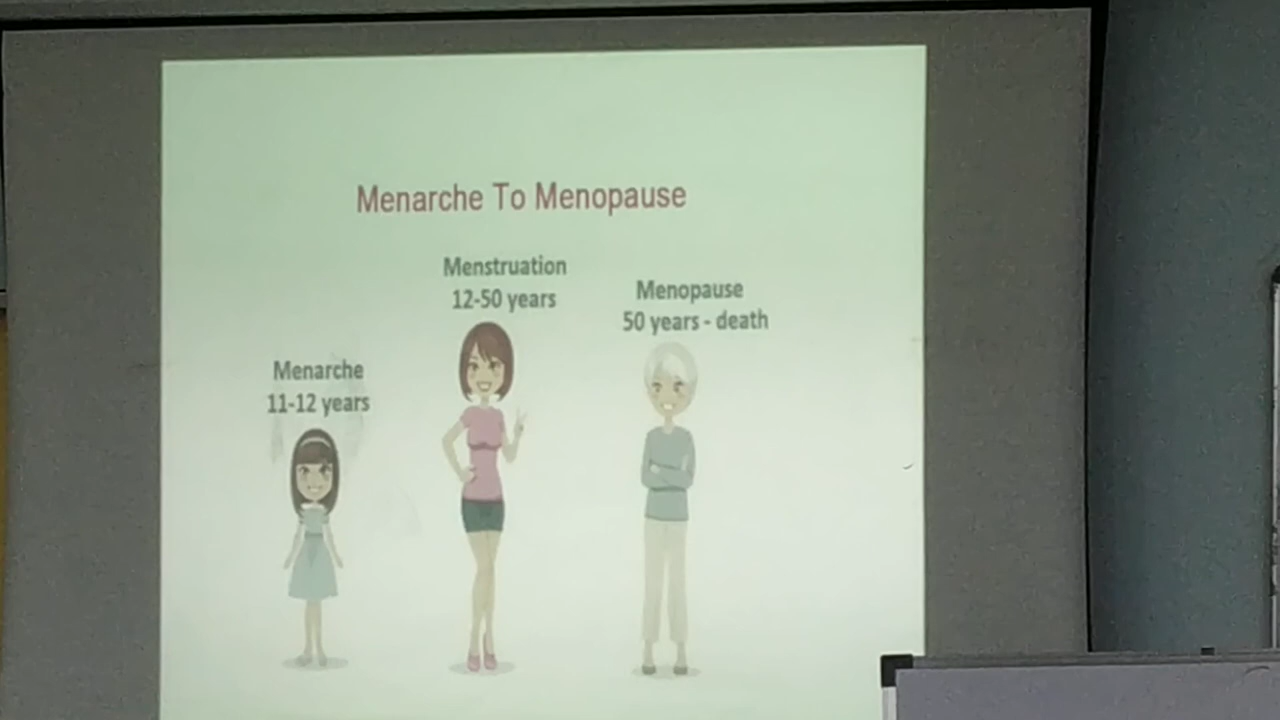 Menarche To Menopause
Menstruation
12-50 years
Menopause
50 years - death
Menarche
11-12 years